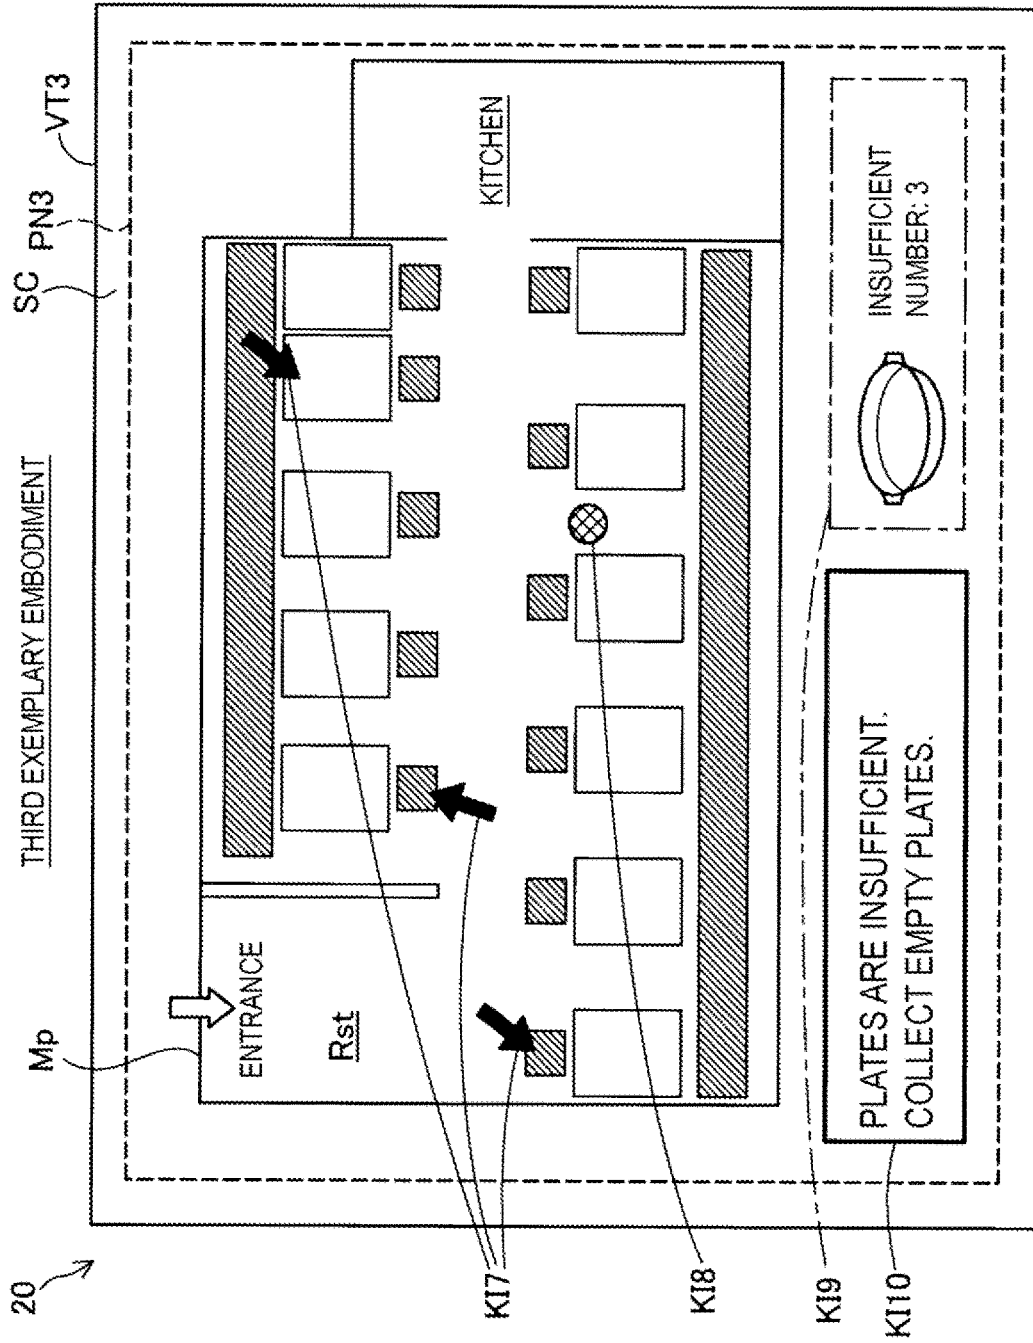 THIRD EXEMPLARY EMBODIMENT
20
Mp
SC
PN3
VT3
ENTRANCE
Rst
KITCHEN
KI7
KI8
KI9
KI10
PLATES ARE INSUFFICIENT.
COLLECT EMPTY PLATES.
INSUFFICIENT
NUMBER: 3